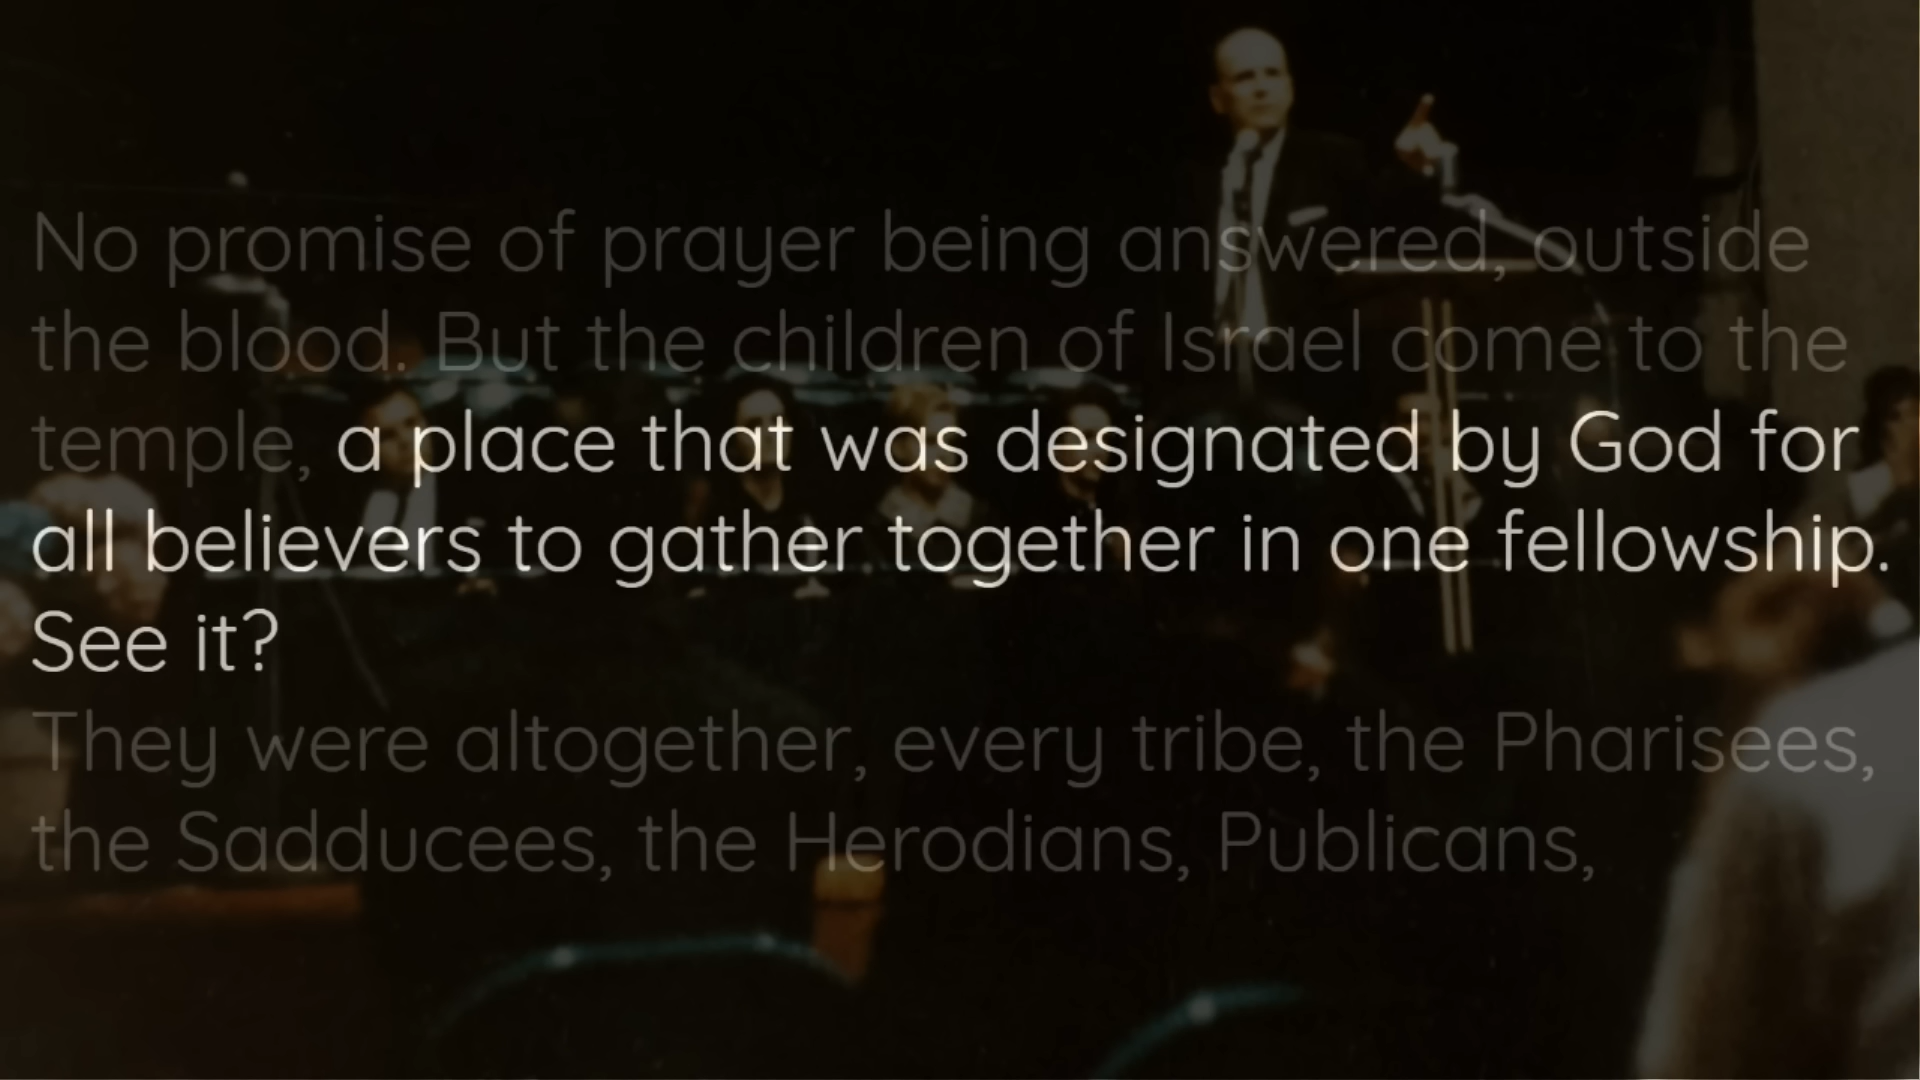 No promise of prayer being answered, outside
the blood. But the children of Israel come to the
temple, a place that was designated by God for
all believers to gather together in one fellowship.
See it?
They were altogether, every tribe, the Pharisees,
the Sadducees, the Herodians, Publicans,